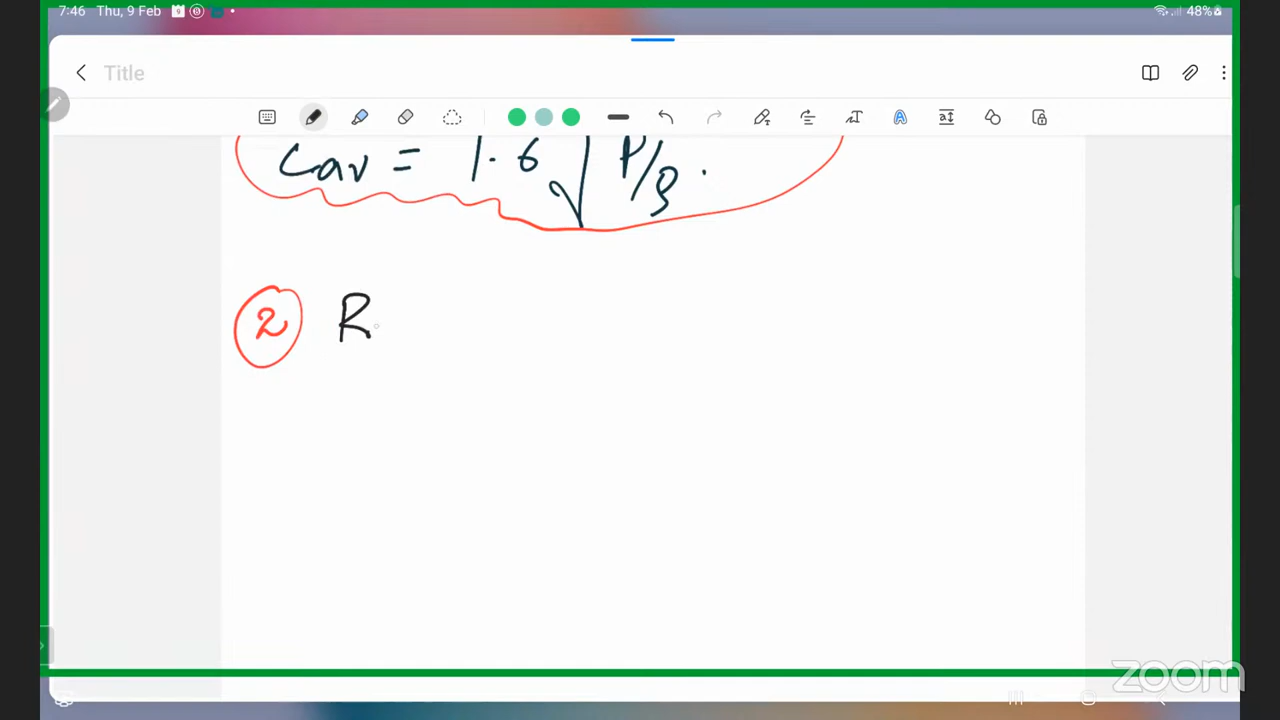 7:46 Thu, 9 Feb
48%
Title
Cav = 1.6 √ P/ρ .
2 R
zoom